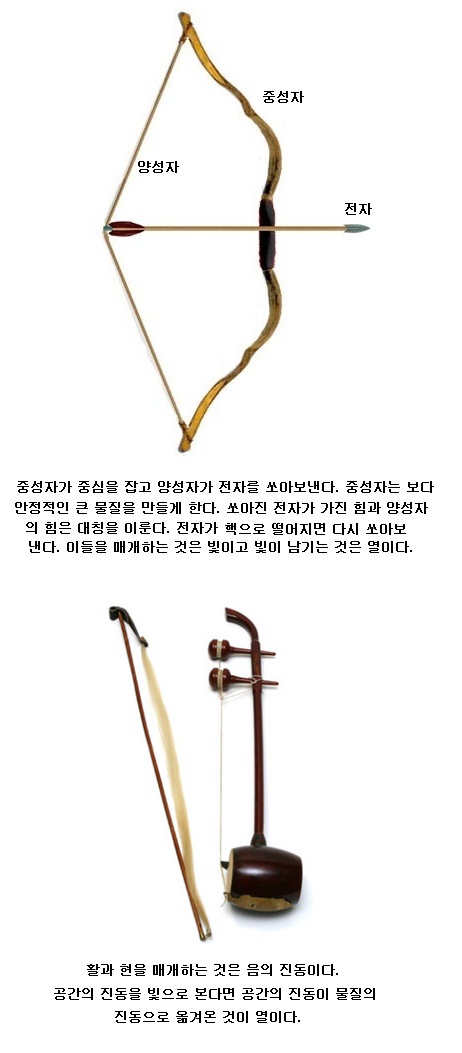 중성자
양성자
전자
중성자가 중심을 잡고 양성자가 전자를 쏘아보낸다. 중성자는 보다
안정적인 큰 물질을 만들게 한다. 쏘아진 전자가 가진 힘과 양성자
의 힘은 대칭을 이룬다. 전자가 핵으로 떨어지면 다시 쏘아보
낸다. 이들을 매개하는 것은 빛이고 빛이 남기는 것은 열이다.
활과 현을 매개하는 것은 음의 진동이다.
공간의 진동을 빛으로 본다면 공간의 진동이 물질의
진동으로 옮겨온 것이 열이다.